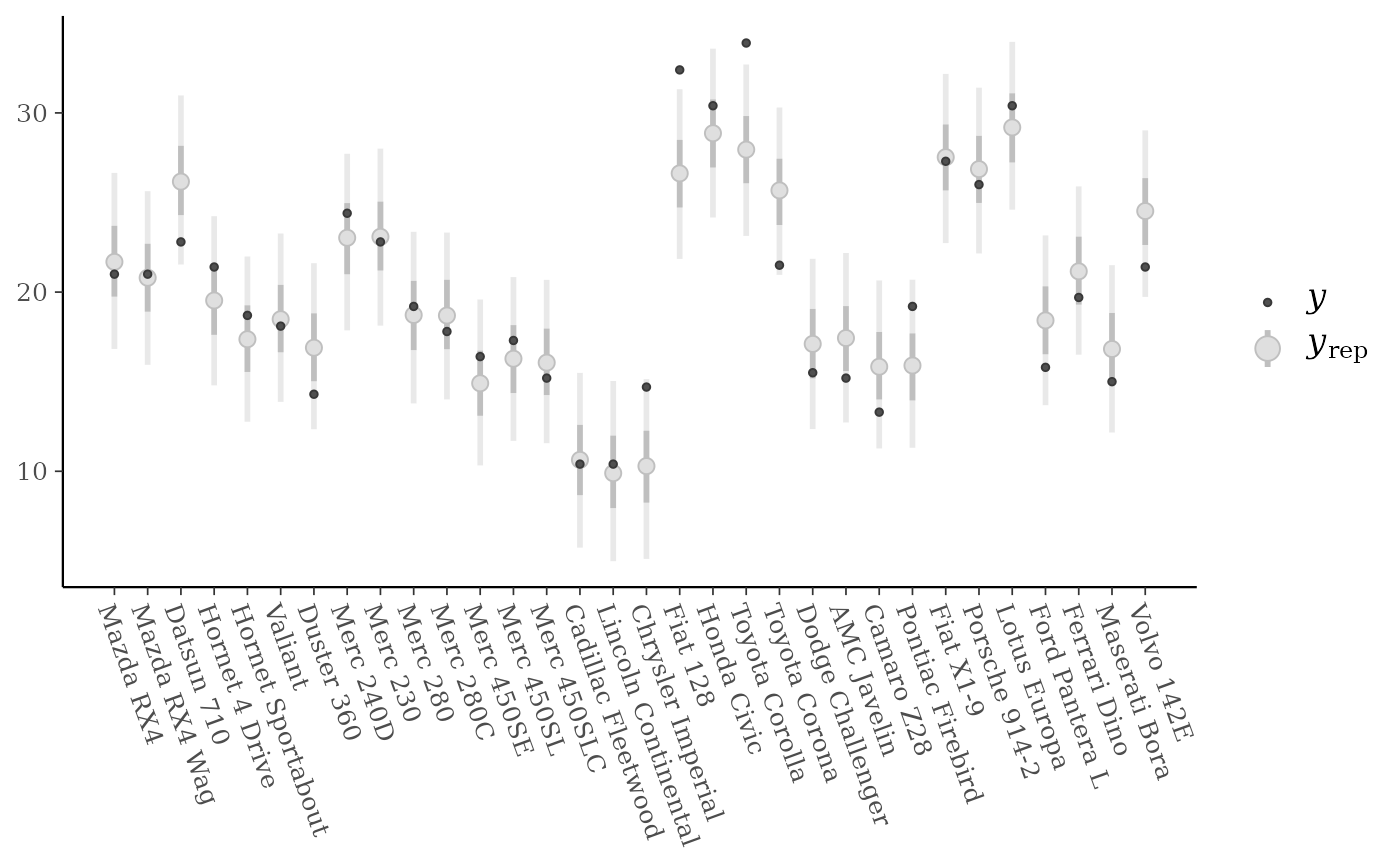 30
20
10
Mazda RX4
Mazda RX4 Wag
Datsun 710
Hornet 4 Drive
Hornet Sportabout
Valiant
Duster 360
Merc 240D
Merc 230
Merc 280
Merc 280C
Merc 450SE
Merc 450SL
Merc 450SLC
Cadillac Fleetwood
Lincoln Continental
Chrysler Imperial
Fiat 128
Honda Civic
Toyota Corolla
Toyota Corona
Dodge Challenger
AMC Javelin
Camaro Z28
Pontiac Firebird
Fiat X1-9
Porsche 914-2
Lotus Europa
Ford Pantera L
Ferrari Dino
Maserati Bora
Volvo 142E
y
yrep